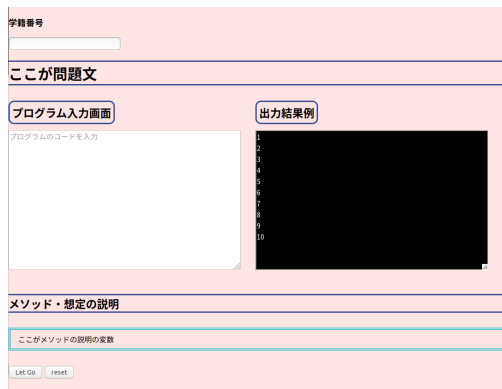 学籍番号
ここが問題文
プログラム入力画面
出力結果例
プログラムのコードを入力
1
2
3
4
5
6
7
8
9
10
メソッド・想定の説明
ここがメソッドの説明の変数
Let Go
reset